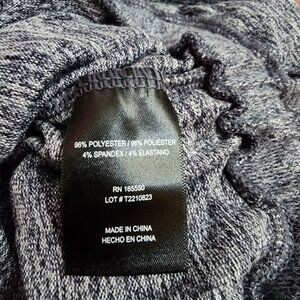 96% POLYESTER / 96% POLIESTER
4% SPANDEX / 4% ELASTANO
RN 165550
LOT # T2210823
MADE IN CHINA
HECHO EN CHINA